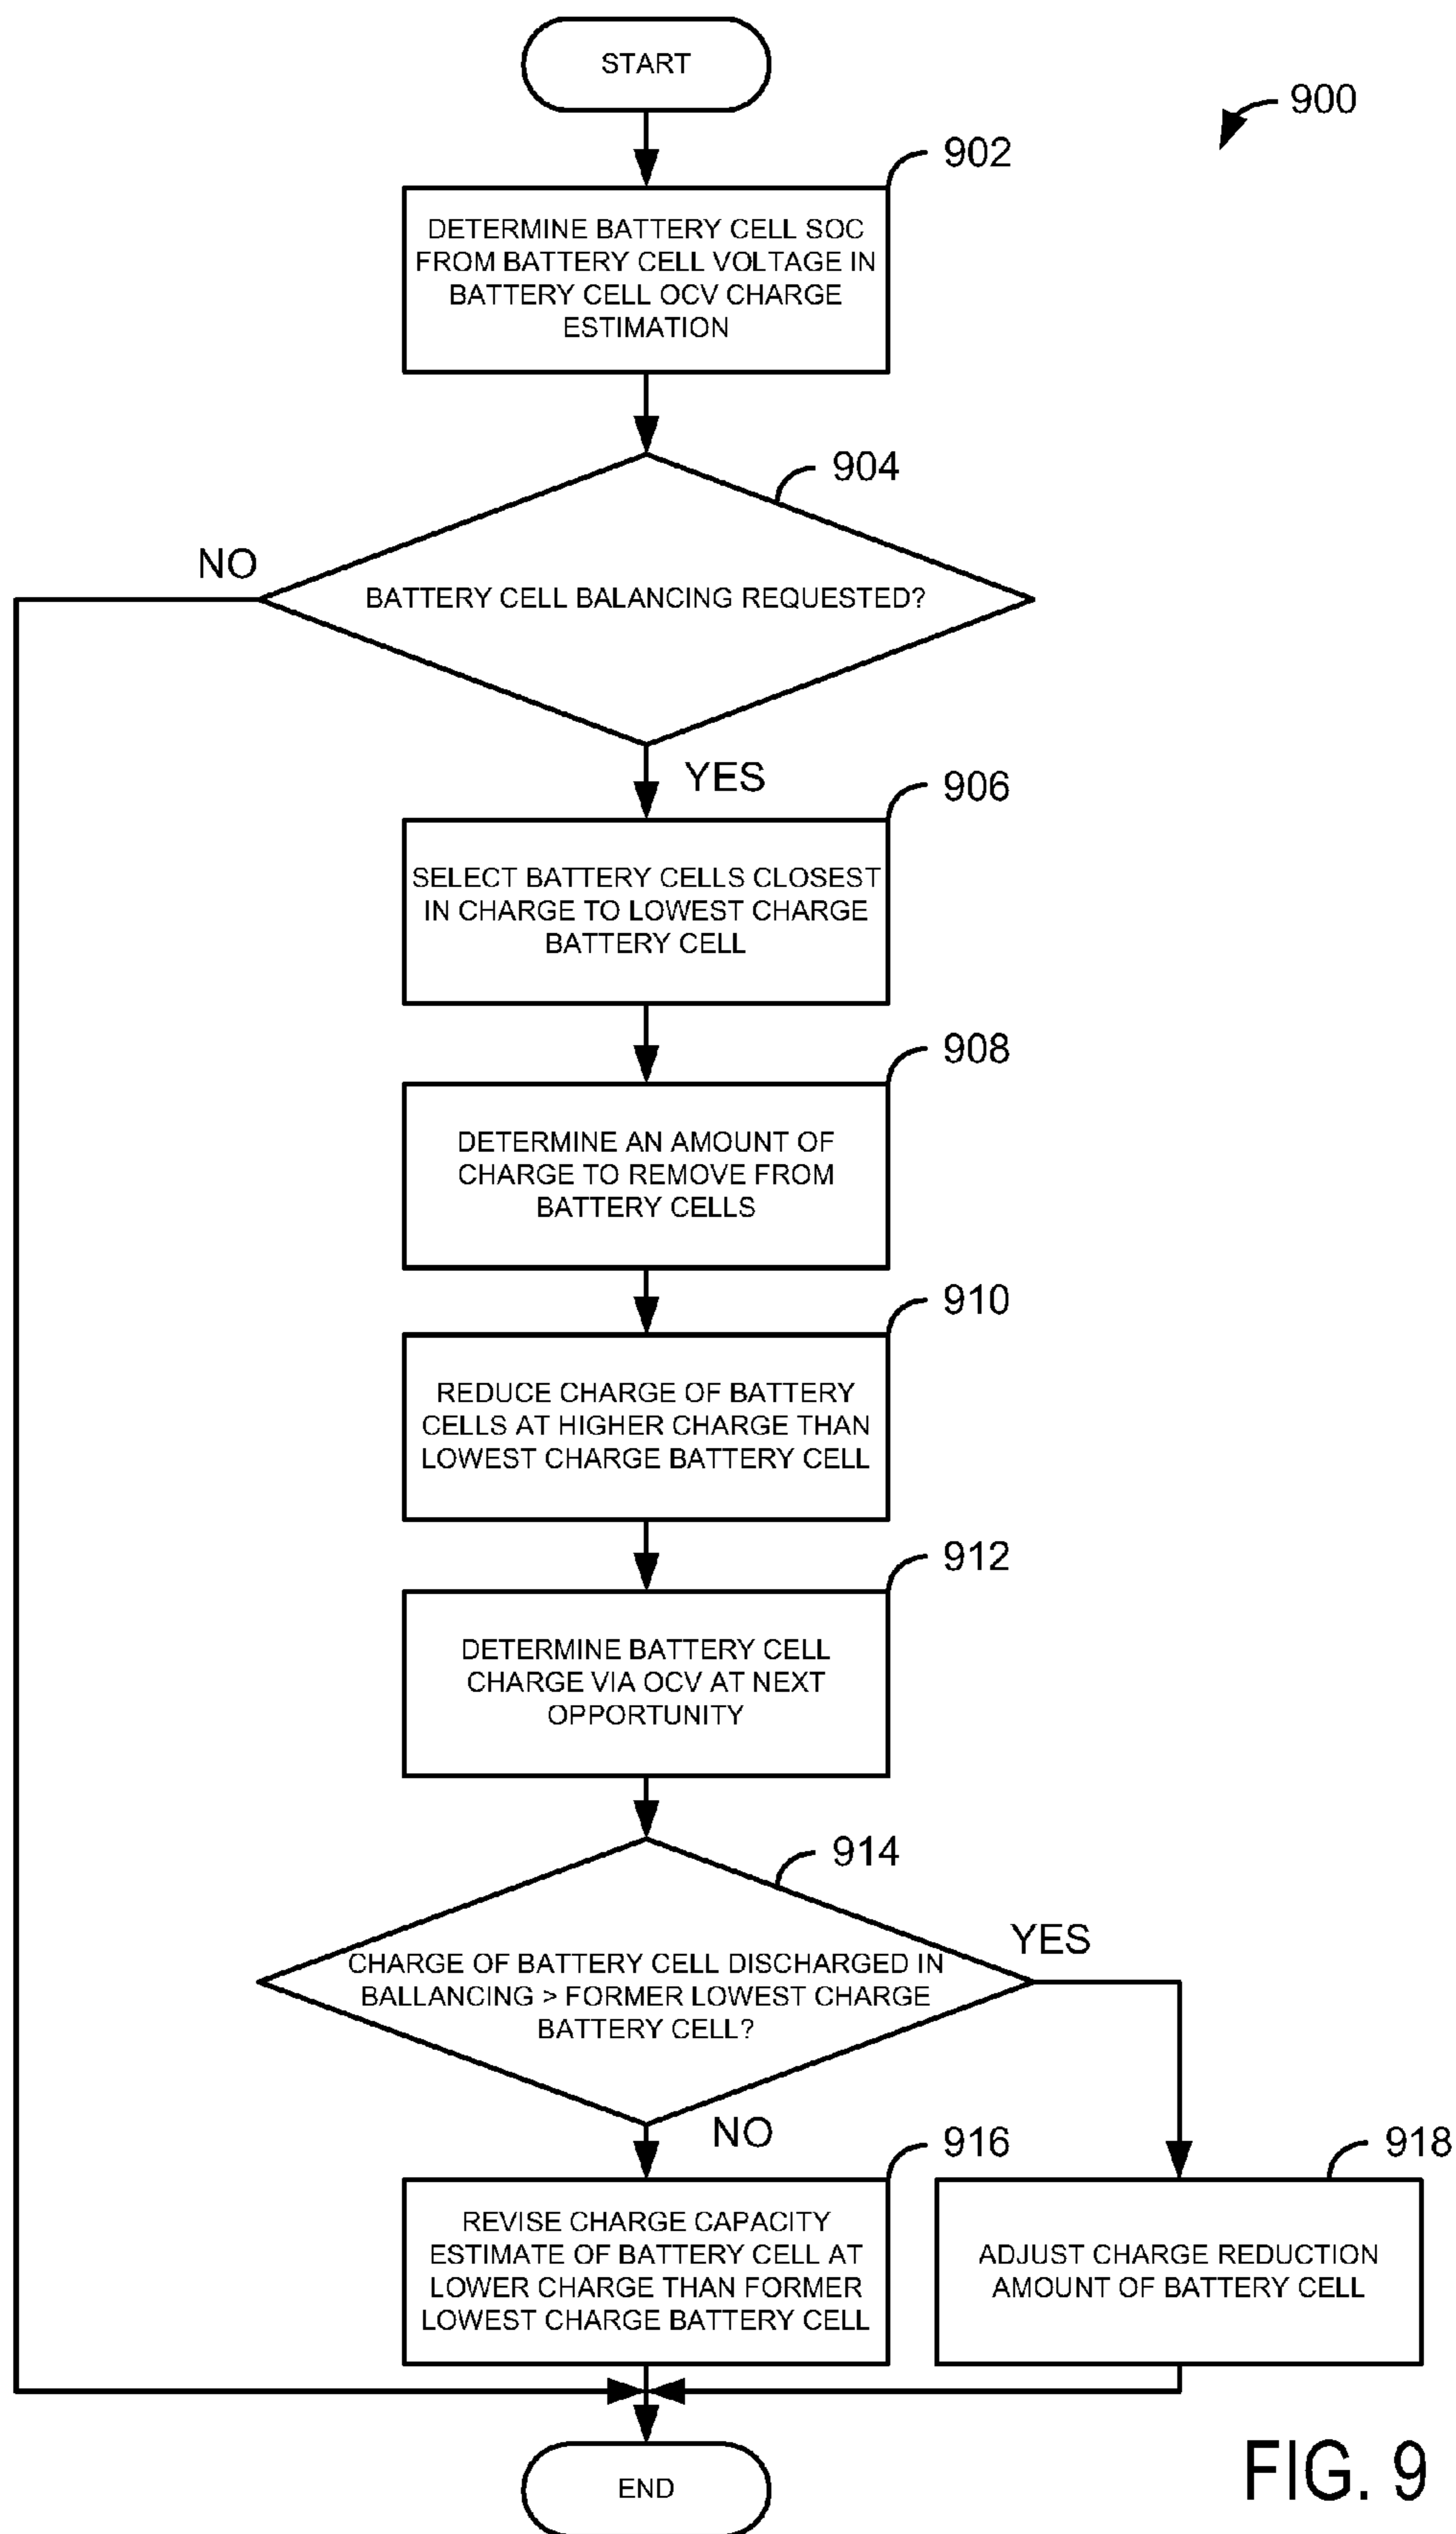 START
900
902
DETERMINE BATTERY CELL SOC
FROM BATTERY CELL VOLTAGE IN
BATTERY CELL OCV CHARGE
ESTIMATION
904
NO
BATTERY CELL BALANCING REQUESTED?
YES
906
SELECT BATTERY CELLS CLOSEST
IN CHARGE TO LOWEST CHARGE
BATTERY CELL
908
DETERMINE AN AMOUNT OF
CHARGE TO REMOVE FROM
BATTERY CELLS
910
REDUCE CHARGE OF BATTERY
CELLS AT HIGHER CHARGE THAN
LOWEST CHARGE BATTERY CELL
912
DETERMINE BATTERY CELL
CHARGE VIA OCV AT NEXT
OPPORTUNITY
914
YES
CHARGE OF BATTERY CELL DISCHARGED IN
BALLANCING > FORMER LOWEST CHARGE
BATTERY CELL?
NO
916
918
REVISE CHARGE CAPACITY
ESTIMATE OF BATTERY CELL AT
LOWER CHARGE THAN FORMER
LOWEST CHARGE BATTERY CELL
ADJUST CHARGE REDUCTION
AMOUNT OF BATTERY CELL
END
FIG. 9